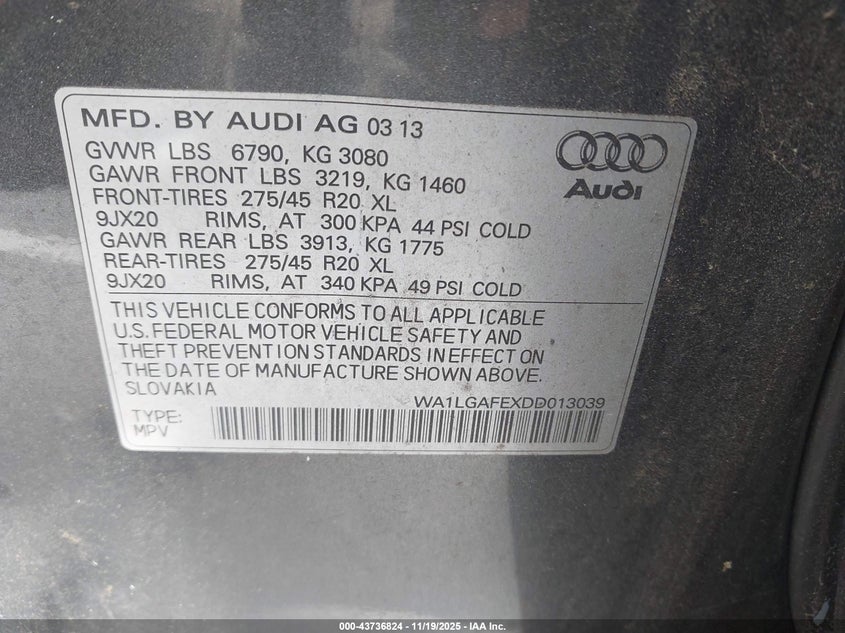 MFD. BY AUDI AG 03 13
GVWR LBS 6790, KG 3080
GAWR FRONT LBS 3219, KG 1460
FRONT-TIRES 275/45 R20 XL
9JX20 RIMS, AT 300 KPA 44 PSI COLD
GAWR REAR LBS 3913, KG 1775
REAR-TIRES 275/45 R20 XL
9JX20 RIMS, AT 340 KPA 49 PSI COLD
Audi
THIS VEHICLE CONFORMS TO ALL APPLICABLE
U.S. FEDERAL MOTOR VEHICLE SAFETY AND
THEFT PREVENTION STANDARDS IN EFFECT ON
THE DATE OF MANUFACTURE SHOWN ABOVE.
SLOVAKIA
WA1LGAFEXDD013039
TYPE:
MPV
000-43736824 - 11/19/2025 - IAA Inc.